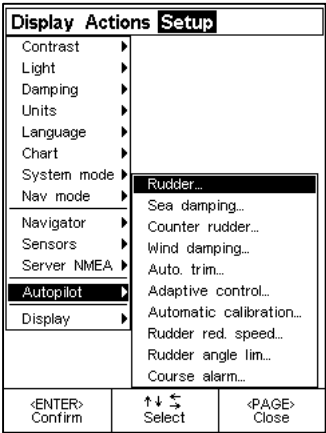 Display Actions Setup
Contrast
Light
Damping
Units
Language
Chart
System mode
Nav mode
Navigator
Sensors
Server NMEA
Autopilot
Display
Rudder...
Sea damping...
Counter rudder...
Wind damping...
Auto. trim...
Adaptive control...
Automatic calibration...
Rudder red. speed...
Rudder angle lim...
Course alarm...
<ENTER>
Confirm
↑↓ ⇆
Select
<PAGE>
Close